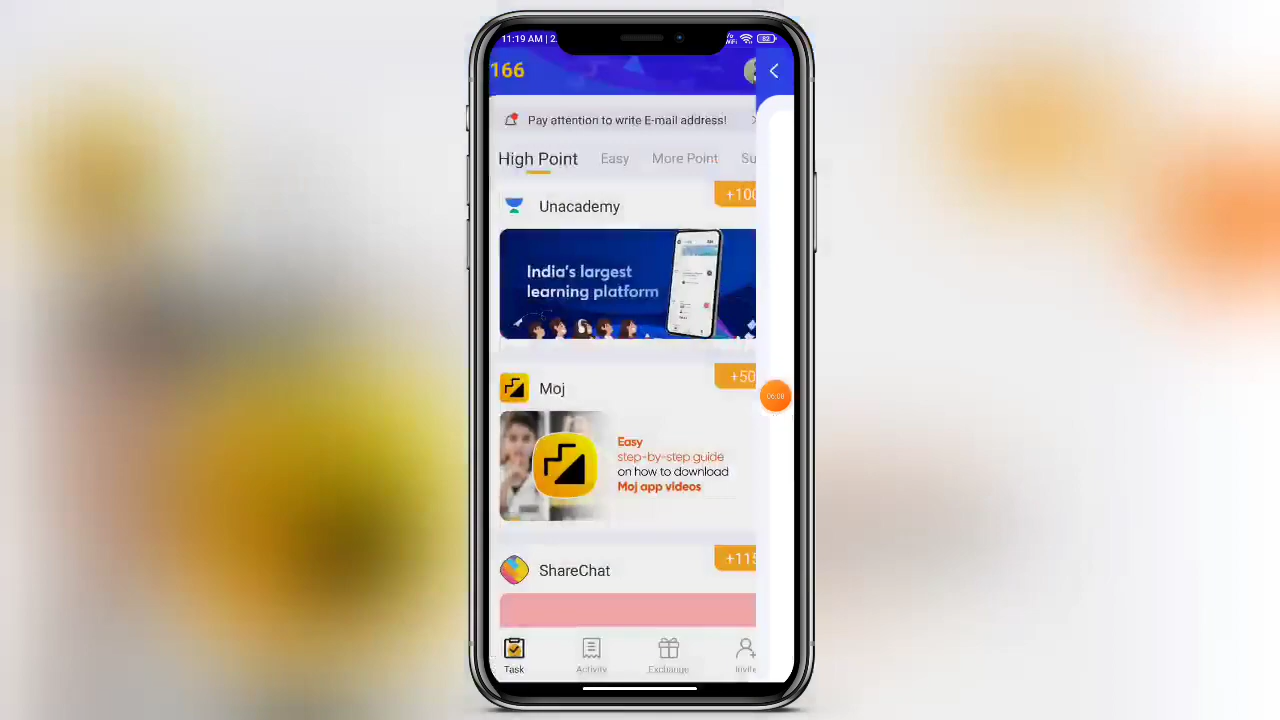 11:19 AM | 2.
82
166
Pay attention to write E-mail address!
High Point
Easy
More Point
Su
Unacademy
+100
India's largest
learning platform
Moj
+50
Easy
step-by-step guide
on how to download
Moj app videos
ShareChat
+115
Task
Activity
Exchange
Invite